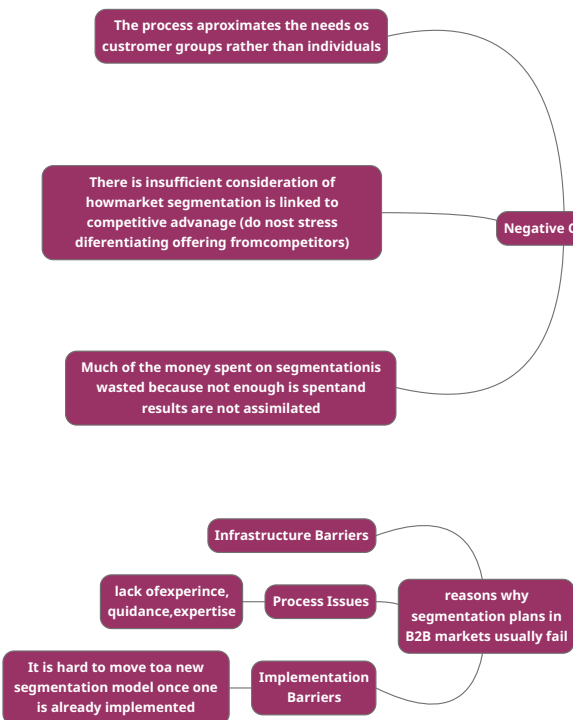 The process aproximates the needs os
custromer groups rather than individuals
There is insufficient consideration of
howmarket segmentation is linked to
competitive advanage (do nost stress
diferentiating offering fromcompetitors)
Negative
Much of the money spent on segmentationis
wasted because not enough is spentand
results are not assimilated
Infrastructure Barriers
lack ofexperince,
quidance,expertise
Process Issues
reasons why
segmentation plans in
B2B markets usually fail
It is hard to move toa new
segmentation model once one
is already implemented
Implementation
Barriers